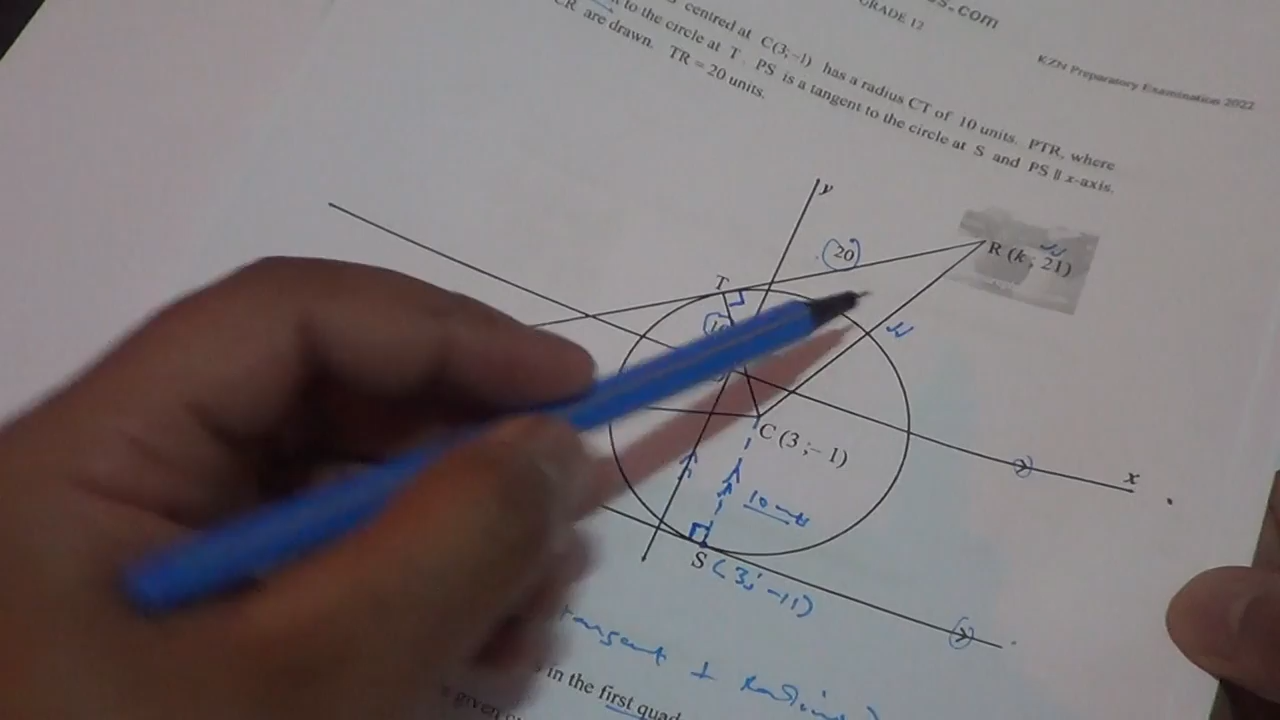 s.com
GRADE 12
KZN Preparatory Examination 2022
centred at C(3;–1) has a radius CT of 10 units. PTR, where
to the circle at T. PS is a tangent to the circle at S and PS ∥ x-axis.
CR are drawn. TR = 20 units.
y
20
R (k ; 21)
T
C (3 ; – 1)
x
S (3; -11)
tangent ⊥ radius
in the first quad
given